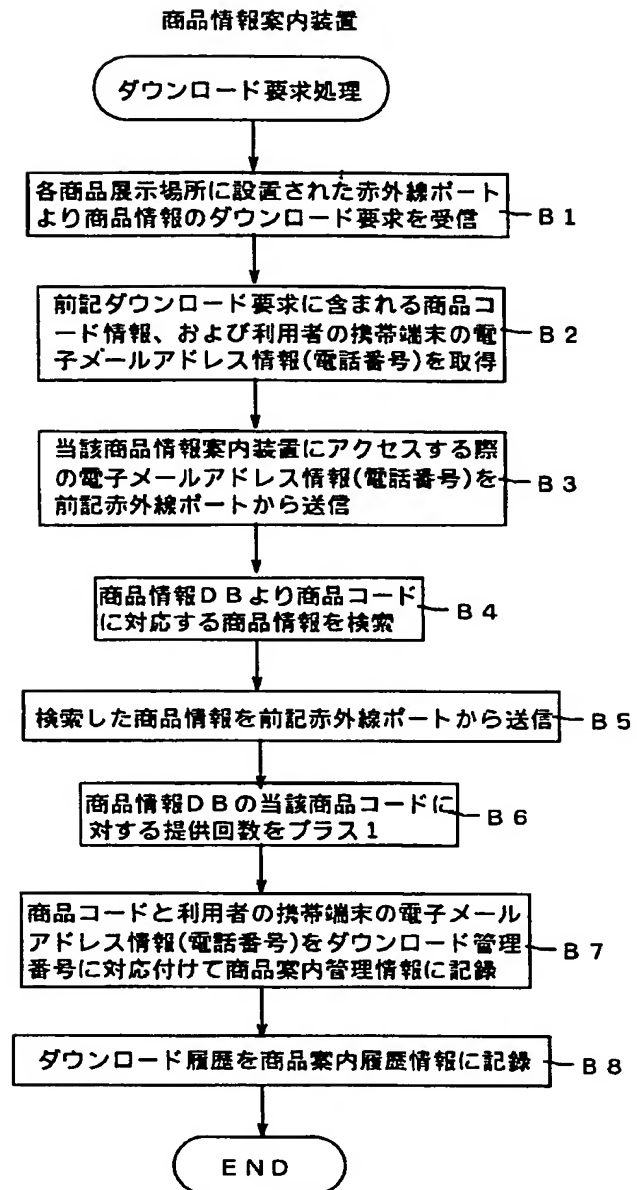 商品情報案内装置
ダウンロード要求処理
各商品展示場所に設置された赤外線ポート
より商品情報のダウンロード要求を受信
B1
前記ダウンロード要求に含まれる商品コ
ード情報、および利用者の携帯端末の電
子メールアドレス情報(電話番号)を取得
B2
当該商品情報案内装置にアクセスする際
の電子メールアドレス情報(電話番号)を
前記赤外線ポートから送信
B3
商品情報DBより商品コード
に対応する商品情報を検索
B4
検索した商品情報を前記赤外線ポートから送信
B5
商品情報DBの当該商品コードに
対する提供回数をプラス1
B6
商品コードと利用者の携帯端末の電子メール
アドレス情報(電話番号)をダウンロード管理
番号に対応付けて商品案内管理情報に記録
B7
ダウンロード履歴を商品案内履歴情報に記録
B8
END